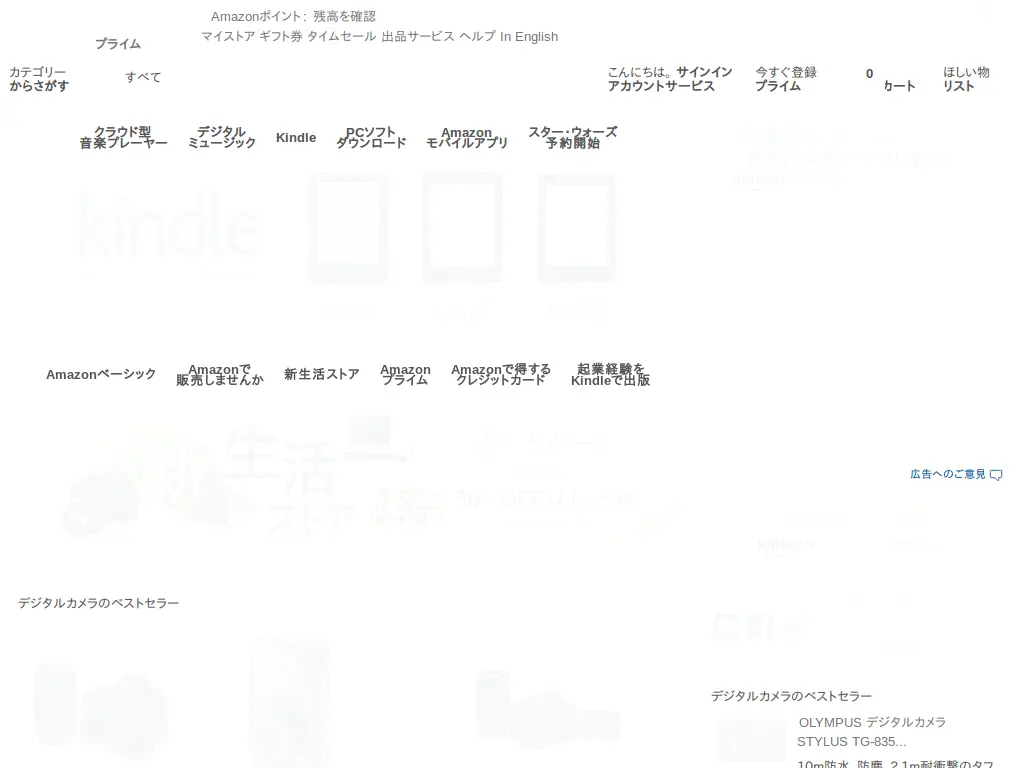 Amazonポイント: 残高を確認
マイストア ギフト券 タイムセール 出品サービス ヘルプ In English
プライム
カテゴリー
からさがす
すべて
こんにちは。サインイン
アカウントサービス
今すぐ登録
プライム
0
カート
ほしい物
リスト
クラウド型
音楽プレーヤー
デジタル
ミュージック
Kindle
PCソフト
ダウンロード
Amazon
モバイルアプリ
スター・ウォーズ
予約開始
kindle
Amazonベーシック
Amazonで
販売しませんか
新生活ストア
Amazon
プライム
Amazonで得する
クレジットカード
起業経験を
Kindleで出版
新生活
ストア
広告へのご意見
デジタルカメラのベストセラー
デジタルカメラのベストセラー
OLYMPUS デジタルカメラ
STYLUS TG-835...
10m防水 防塵 2.1m耐衝撃のタフ